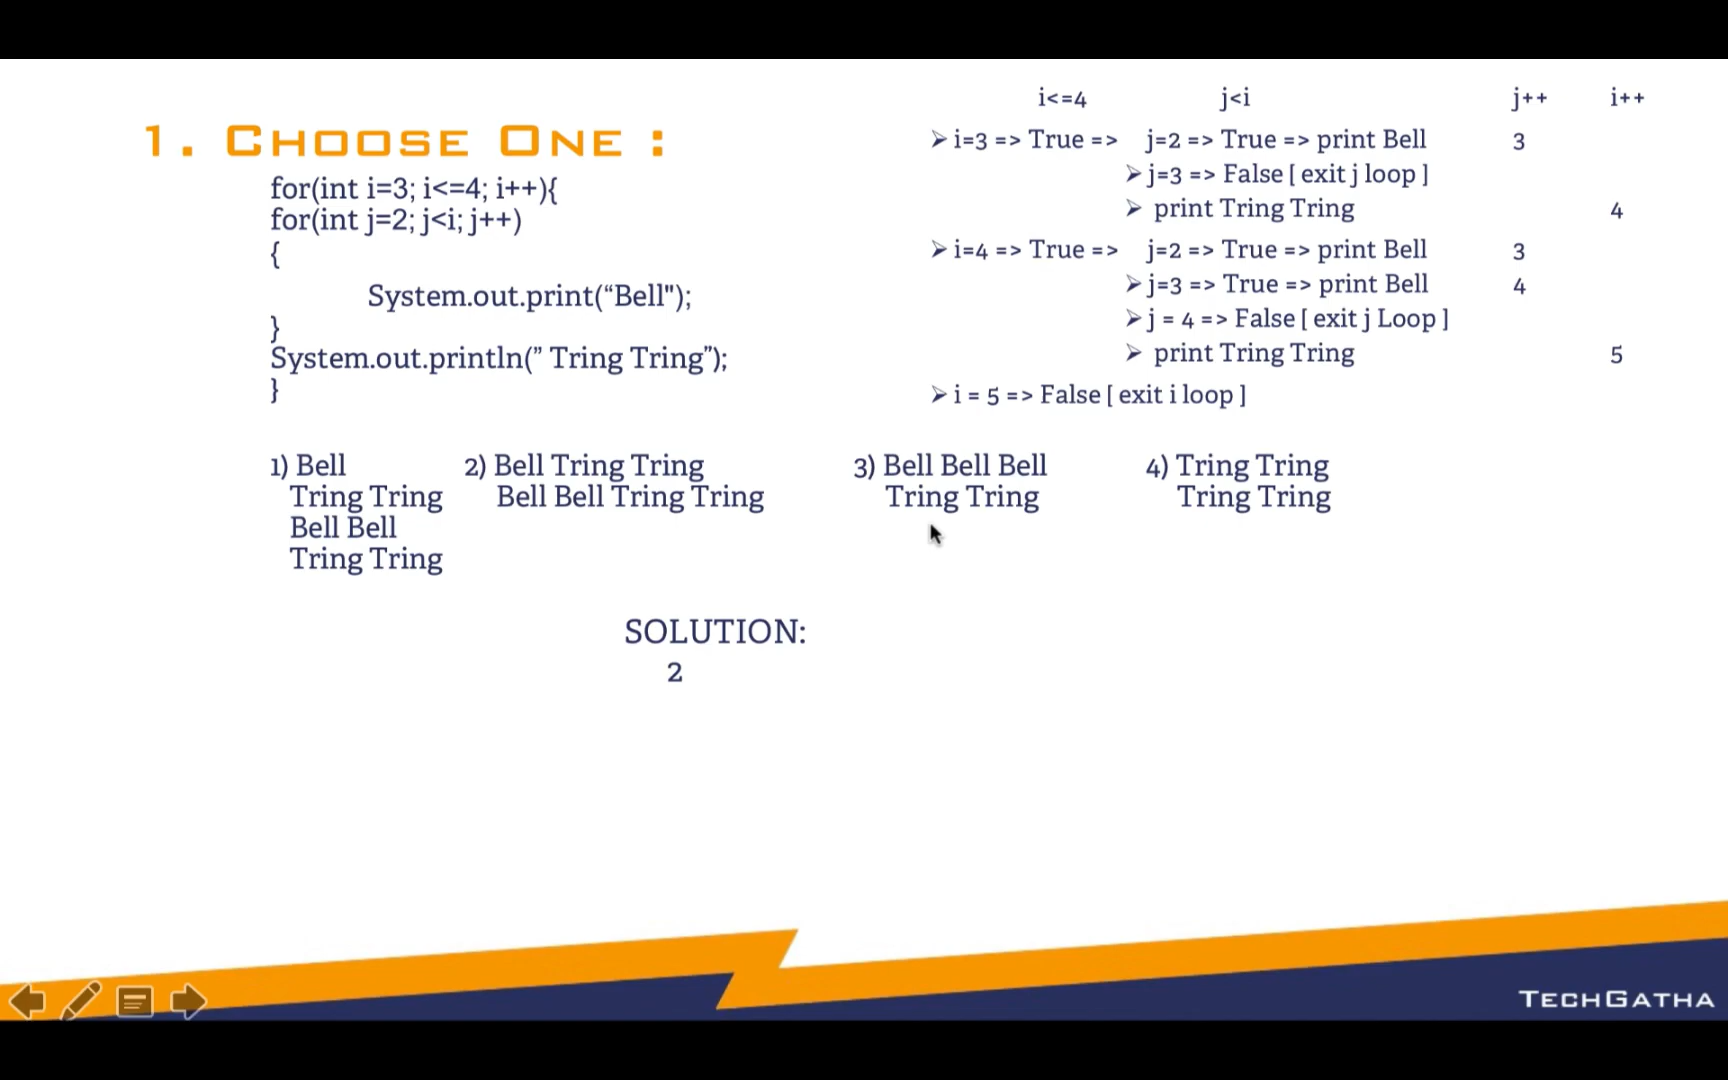 1. CHOOSE ONE :
for(int i=3; i<=4; i++){
for(int j=2; j<i; j++)
{
System.out.print(“Bell");
}
System.out.println(” Tring Tring”);
}
i<=4 j<i j++ i++
➢ i=3 => True => j=2 => True => print Bell 3
➢ j=3 => False [ exit j loop ]
➢ print Tring Tring 4
➢ i=4 => True => j=2 => True => print Bell 3
➢ j=3 => True => print Bell 4
➢ j = 4 => False [ exit j Loop ]
➢ print Tring Tring 5
➢ i = 5 => False [ exit i loop ]
1) Bell
Tring Tring
Bell Bell
Tring Tring
2) Bell Tring Tring
Bell Bell Tring Tring
3) Bell Bell Bell
Tring Tring
4) Tring Tring
Tring Tring
SOLUTION:
2
TECHGATHA